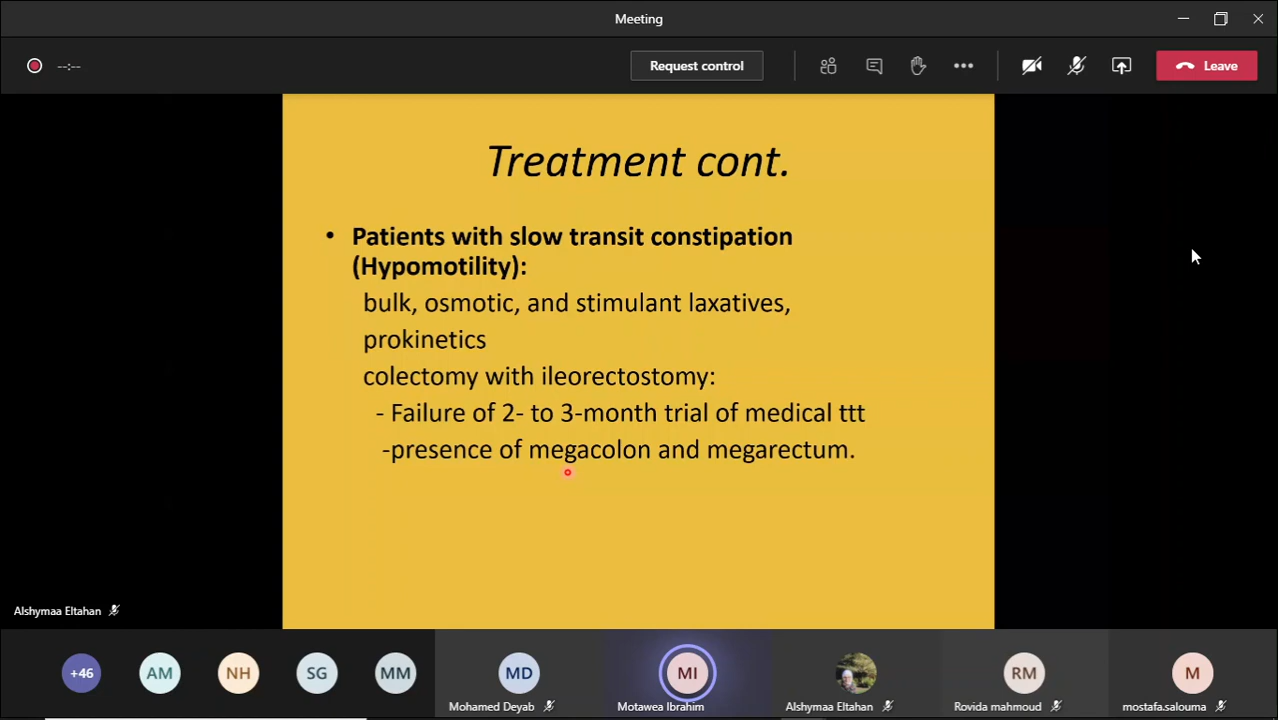 Meeting
--:--
Request control
Leave
Treatment cont.
• Patients with slow transit constipation
(Hypomotility):
bulk, osmotic, and stimulant laxatives,
prokinetics
colectomy with ileorectostomy:
- Failure of 2- to 3-month trial of medical ttt
-presence of megacolon and megarectum.
Alshymaa Eltahan
+46
AM
NH
SG
MM
MD
MI
RM
M
Mohamed Deyab
Motawea Ibrahim
Alshymaa Eltahan
Rovida mahmoud
mostafa.salouma